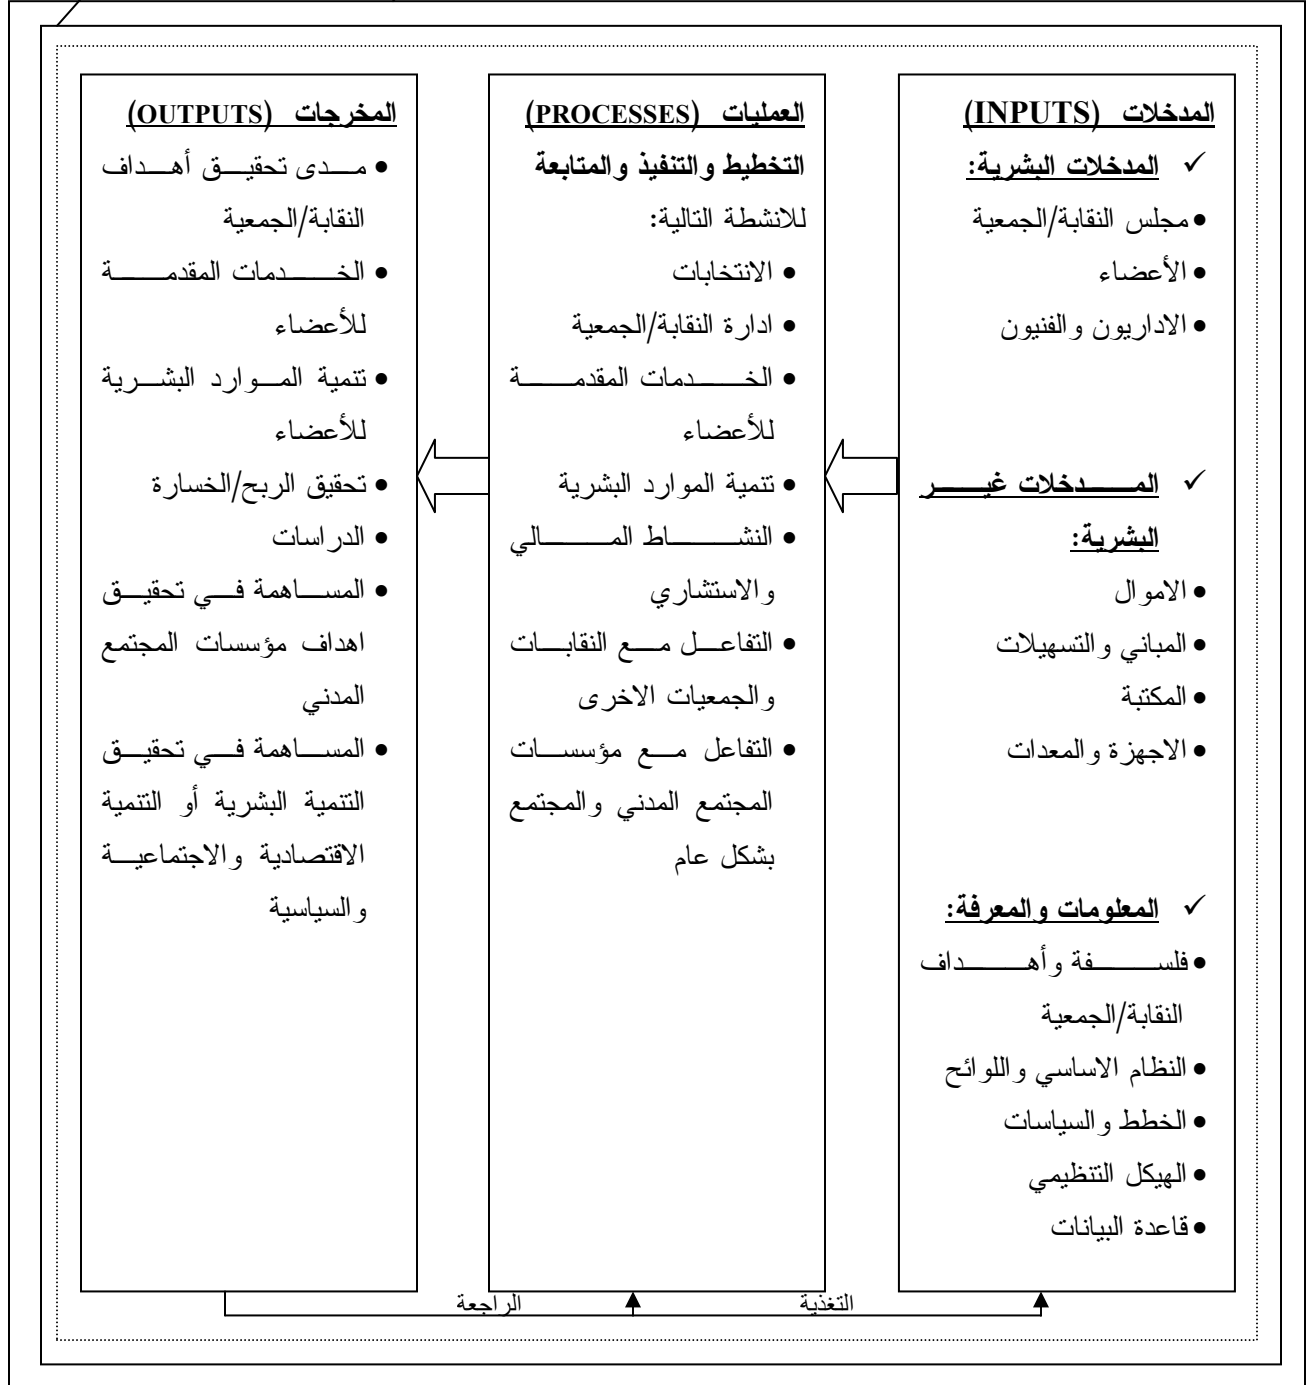 المدخلات (INPUTS)
✓ المدخلات البشرية:
• مجلس النقابة/الجمعية
• الأعضاء
• الاداريون والفنيون
✓ المدخلات غير
البشرية:
• الاموال
• المباني والتسهيلات
• المكتبة
• الاجهزة والمعدات
✓ المعلومات والمعرفة:
• فلسفة وأهداف
النقابة/الجمعية
• النظام الاساسي واللوائح
• الخطط والسياسات
• الهيكل التنظيمي
• قاعدة البيانات
العمليات (PROCESSES)
التخطيط والتنفيذ والمتابعة
للانشطة التالية:
• الانتخابات
• ادارة النقابة/الجمعية
• الخدمات المقدمة
للأعضاء
• تنمية الموارد البشرية
• النشاط المالي
والاستشاري
• التفاعل مع النقابات
والجمعيات الاخرى
• التفاعل مع مؤسسات
المجتمع المدني والمجتمع
بشكل عام
المخرجات (OUTPUTS)
• مدى تحقيق أهداف
النقابة/الجمعية
• الخدمات المقدمة
للأعضاء
• تنمية الموارد البشرية
للأعضاء
• تحقيق الربح/الخسارة
• الدراسات
• المساهمة في تحقيق
اهداف مؤسسات المجتمع
المدني
• المساهمة في تحقيق
التنمية البشرية أو التنمية
الاقتصادية والاجتماعية
والسياسية
التغذية الراجعة